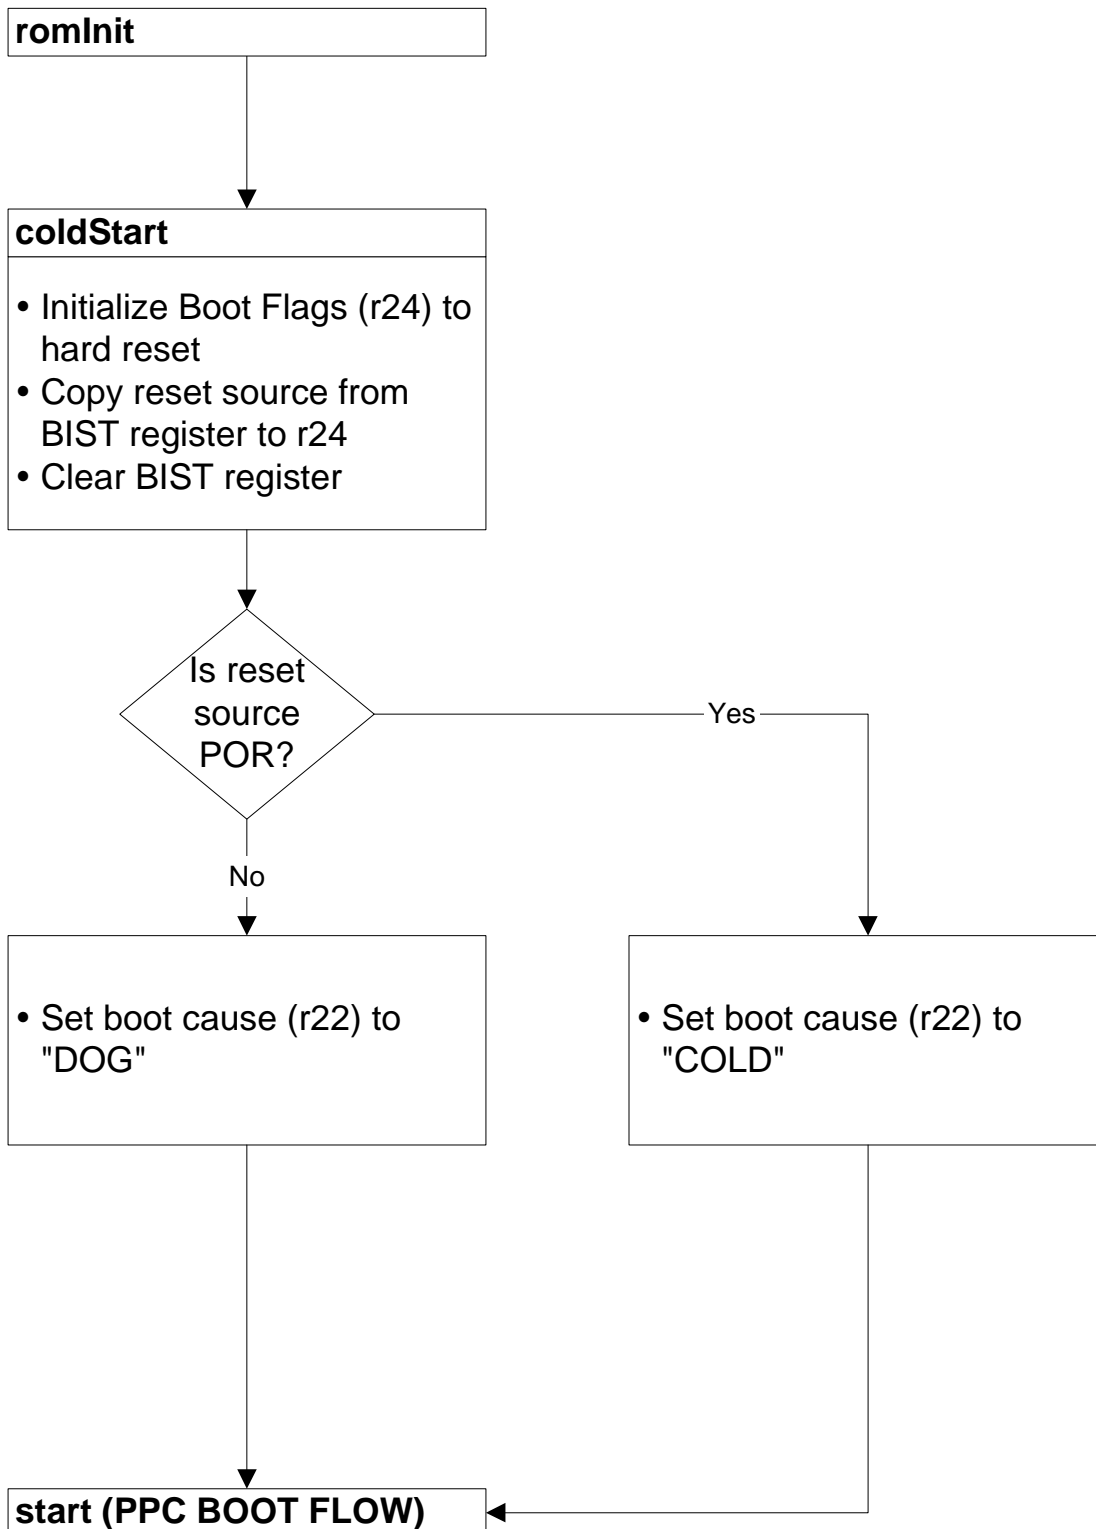 romInit
coldStart
• Initialize Boot Flags (r24) to
hard reset
• Copy reset source from
BIST register to r24
• Clear BIST register
Is reset
source
POR?
Yes
No
• Set boot cause (r22) to
"DOG"
• Set boot cause (r22) to
"COLD"
start (PPC BOOT FLOW)